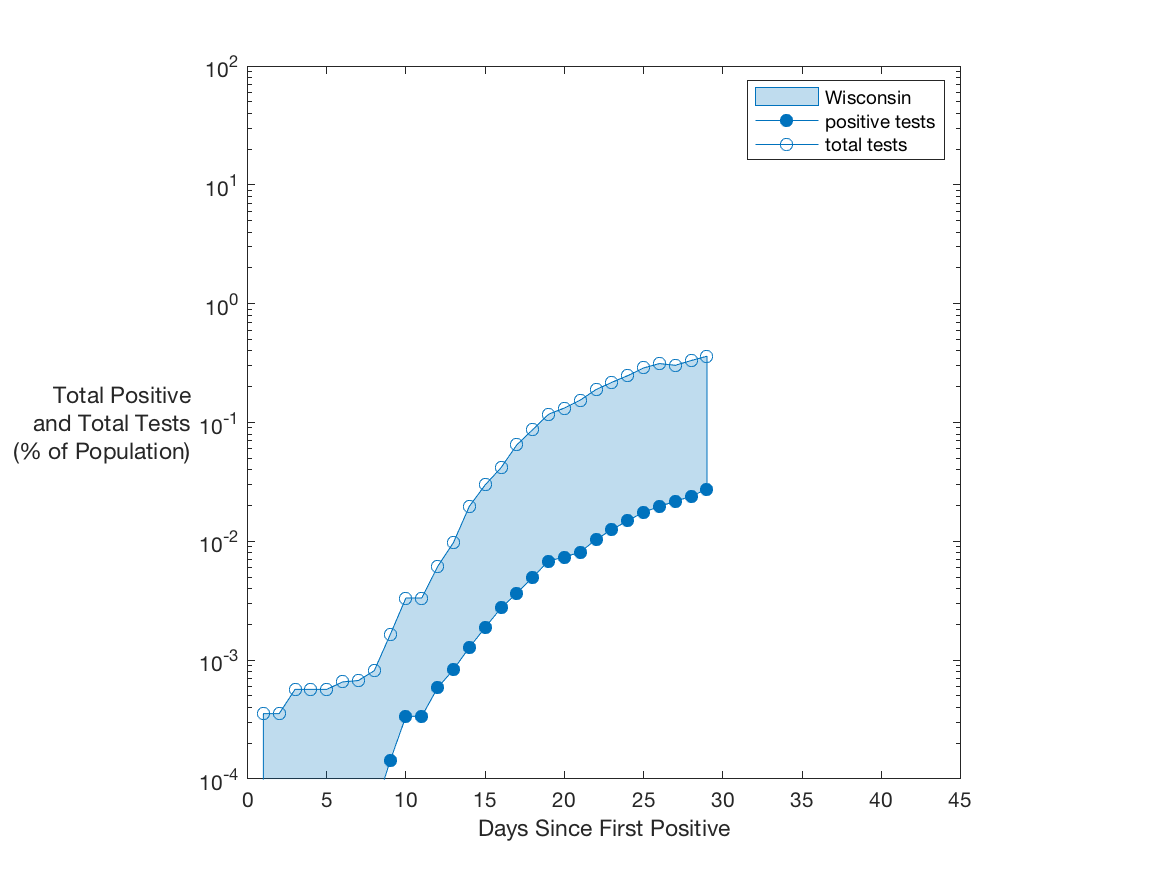 10^2
10^1
10^0
10^-1
10^-2
10^-3
10^-4
Total Positive
and Total Tests
(% of Population)
Wisconsin
positive tests
total tests
0 5 10 15 20 25 30 35 40 45
Days Since First Positive